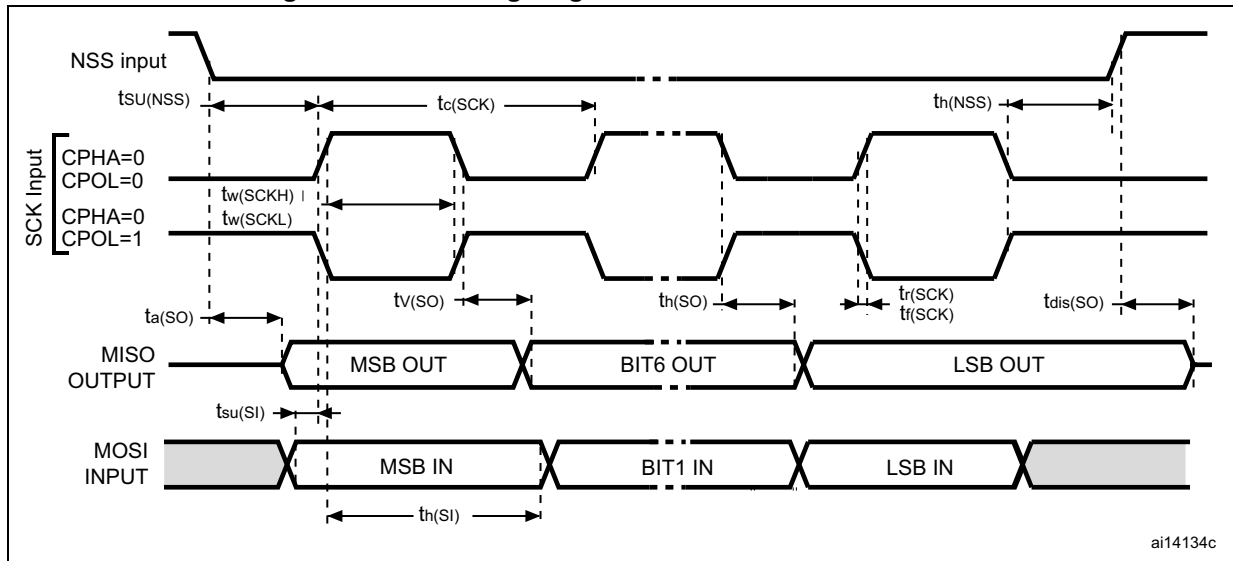 NSS input
tSU(NSS)
tc(SCK)
th(NSS)
SCK Input
CPHA=0
CPOL=0
tw(SCKH)
CPHA=0
tw(SCKL)
CPOL=1
tV(SO)
th(SO)
tr(SCK)
tf(SCK)
tdis(SO)
ta(SO)
MISO
OUTPUT
MSB OUT
BIT6 OUT
LSB OUT
tsu(SI)
MOSI
INPUT
MSB IN
BIT1 IN
LSB IN
th(SI)
ai14134c